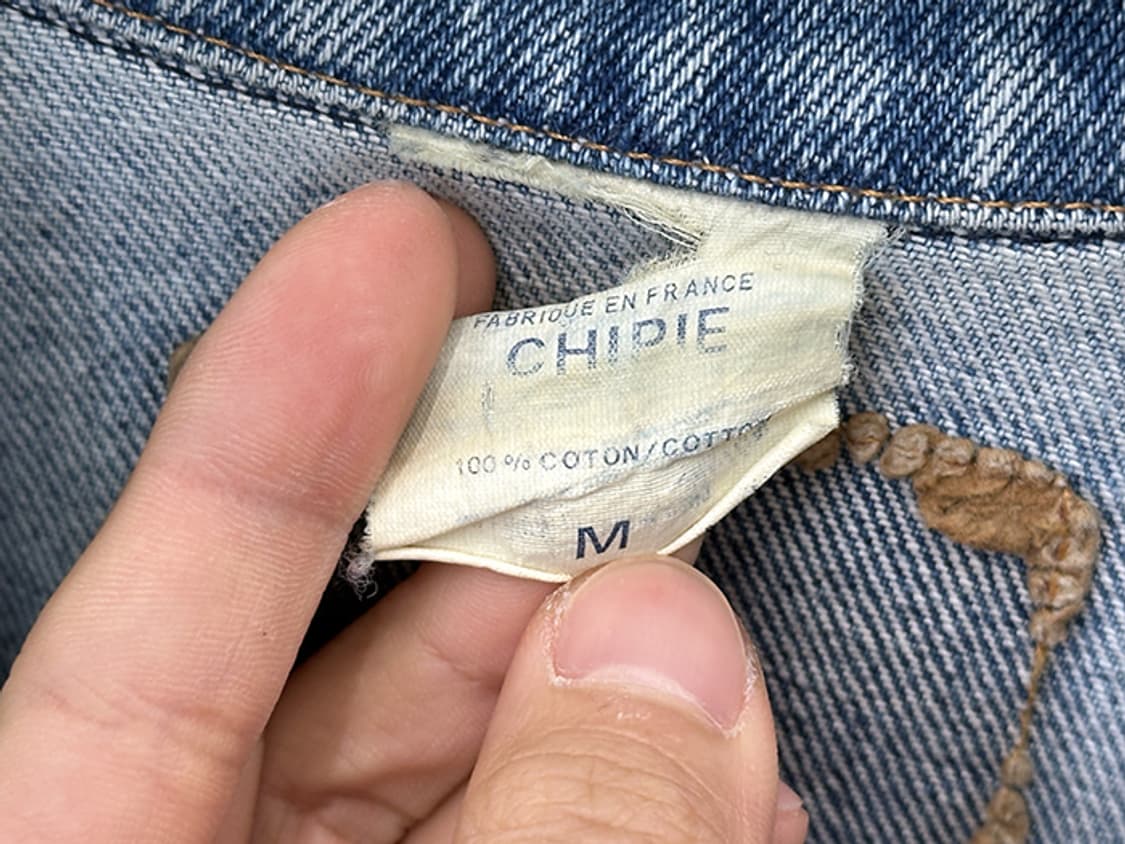 FABRIQUE EN FRANCE
CHIPIE
100% COTON/COTTON
M